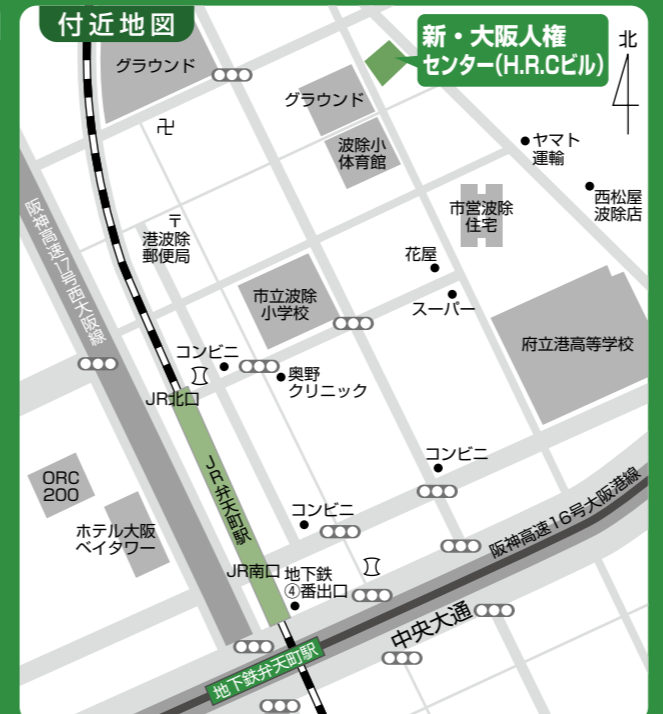 付近地図
新・大阪人権
センター(H.R.Cビル)
北
グラウンド
グラウンド
卍
波除小
体育館
ヤマト
運輸
西松屋
波除店
市営波除
住宅
〒
港波除
郵便局
阪神高速17号西大阪線
花屋
スーパー
市立波除
小学校
府立港高等学校
コンビニ
奥野
クリニック
JR北口
コンビニ
ORC
200
JR弁天町駅
ホテル大阪
ベイタワー
コンビニ
阪神高速16号大阪港線
JR南口
地下鉄
④番出口
中央大通
地下鉄弁天町駅